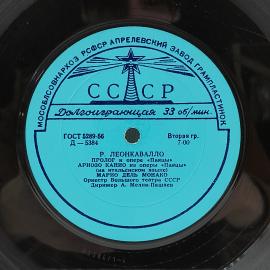 МОСОБЛСОВНАРХОЗ РСФСР АПРЕЛЕВСКИЙ ЗАВОД ГРАМПЛАСТИНОК
СССР
Долгоиграющая 33 об/мин.
ГОСТ 5289-56
Д — 5384
Вторая гр.
7-00
Р. ЛЕОНКАВАЛЛО
ПРОЛОГ к опере «Паяцы»
АРИОЗО КАНИО из оперы «Паяцы»
(на итальянском языке)
МАРИО ДЕЛЬ МОНАКО
Оркестр Большого театра СССР
Дирижер А. Мелик-Пашаев